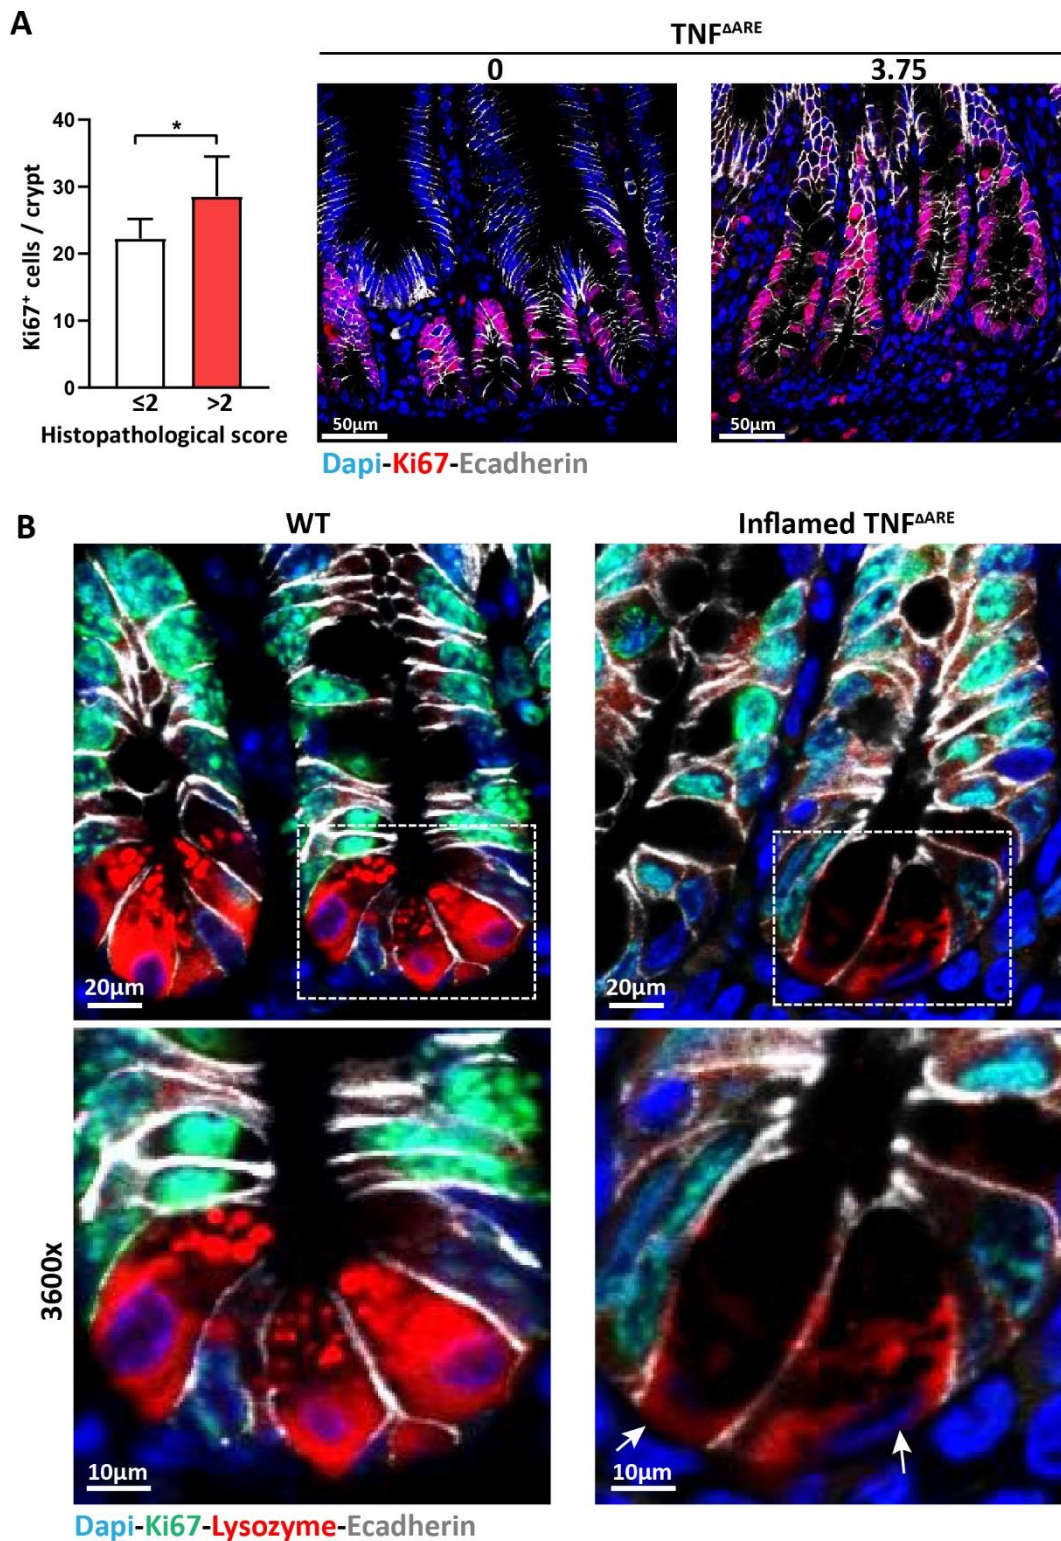 A
TNF^ΔARE
0
3.75
40
30
20
10
0
*
Ki67⁺ cells / crypt
≤2
>2
Histopathological score
50µm
50µm
Dapi-Ki67-Ecadherin
B
WT
Inflamed TNF^ΔARE
20µm
20µm
3600x
10µm
10µm
Dapi-Ki67-Lysozyme-Ecadherin